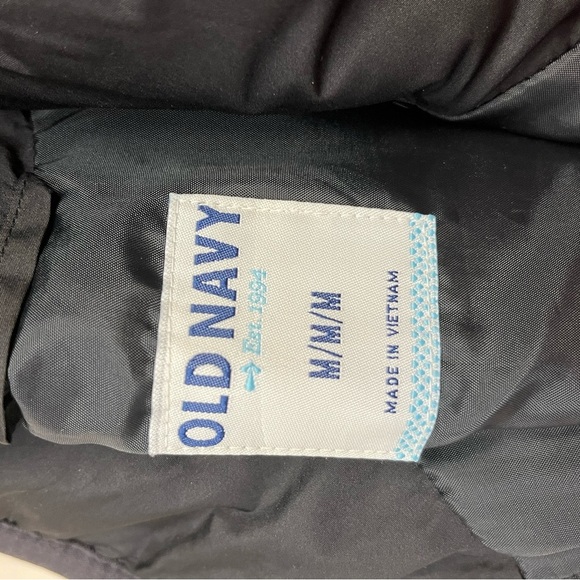 OLD NAVY
Est. 1994
M/M/M
MADE IN VIETNAM